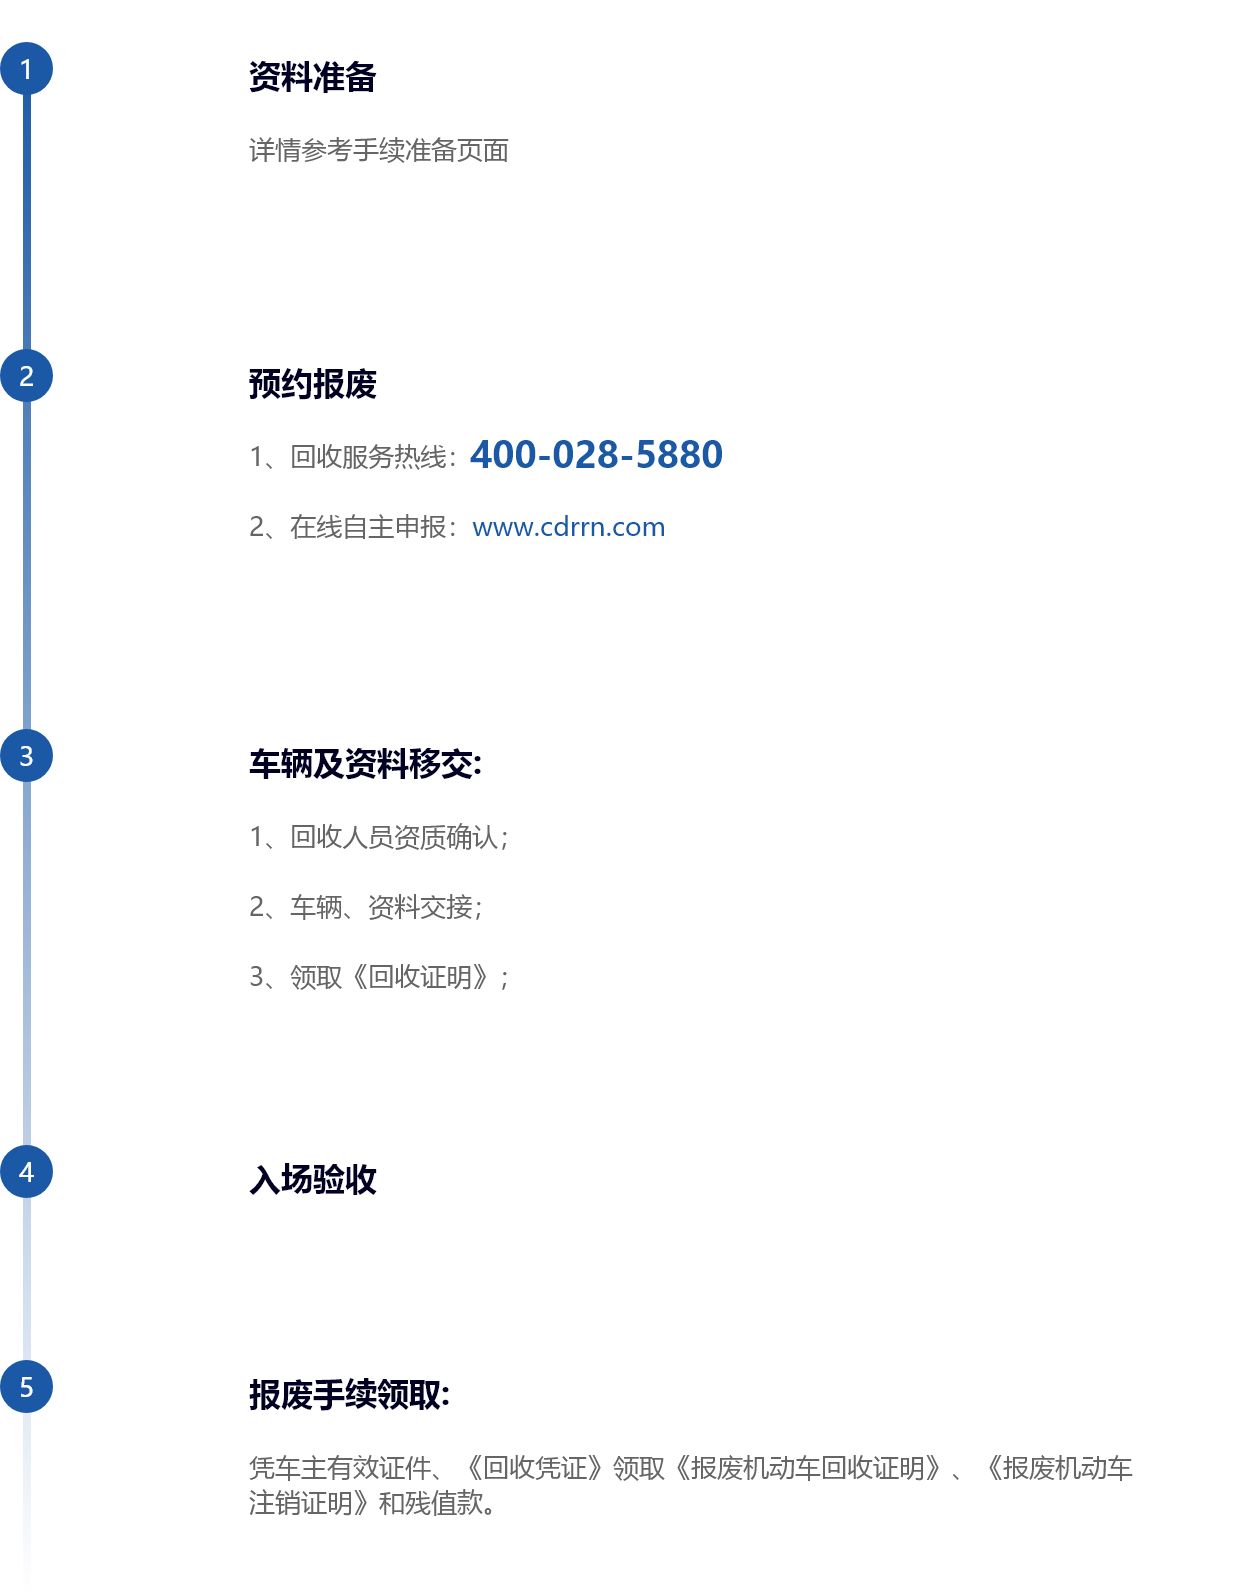 1
资料准备
详情参考手续准备页面
2
预约报废
1、回收服务热线：400-028-5880
2、在线自主申报：www.cdrrn.com
3
车辆及资料移交:
1、回收人员资质确认；
2、车辆、资料交接；
3、领取《回收证明》；
4
入场验收
5
报废手续领取:
凭车主有效证件、《回收凭证》领取《报废机动车回收证明》、《报废机动车
注销证明》和残值款。